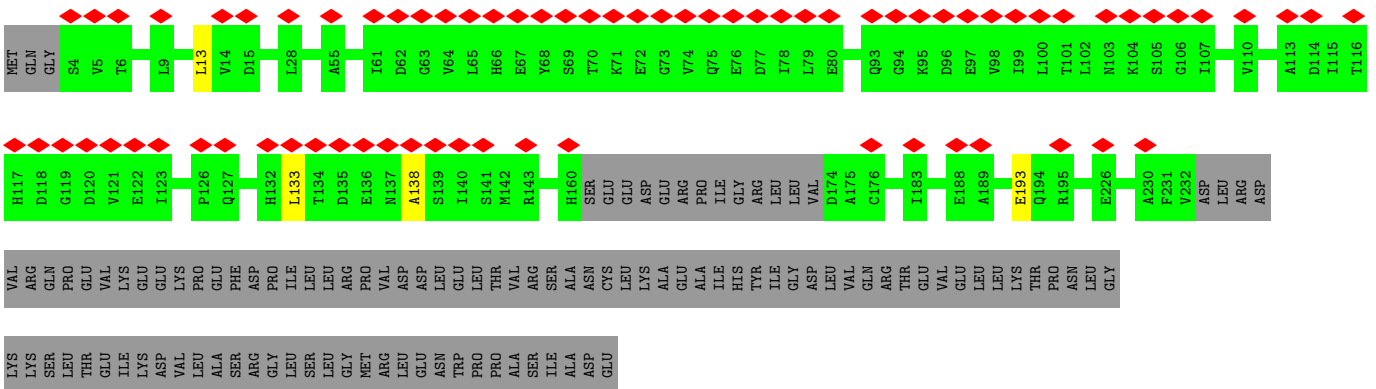 MET GLN GLY S4 V5 T6 L9 L13 V14 D15 L28 A55 I61 D62 G63 V64 L65 H66 E67 Y68 S69 T70 K71 E72 G73 V74 Q75 E76 D77 I78 L79 E80 Q93 G94 K95 D96 E97 V98 I99 L100 T101 L102 N103 K104 S105 G106 I107 V110 A113 D114 I115 T116
H117 D118 G119 D120 V121 E122 I123 P126 Q127 H132 L133 T134 D135 E136 N137 A138 S139 I140 S141 M142 R143 H160 SER GLU GLU ASP GLU ARG PRO ILE GLY ARG LEU LEU VAL D174 A175 C176 I183 E188 A189 E193 Q194 R195 E226 A230 F231 V232 ASP LEU ARG ASP
VAL ARG GLN PRO GLU VAL LYS GLU GLU LYS PRO GLU PHE ASP PRO ILE LEU LEU ARG PRO VAL ASP ASP LEU GLU LEU THR VAL ARG SER ALA ASN CYS LEU LYS ALA GLU ALA ILE HIS TYR ILE GLY ASP LEU VAL GLN ARG THR GLU VAL GLU LEU LEU LYS THR PRO ASN LEU GLY
LYS LYS SER LEU THR GLU ILE LYS ASP VAL LEU ALA SER ARG GLY LEU SER LEU GLY MET ARG LEU GLU ASN TRP PRO PRO ALA SER ILE ALA ASP GLU